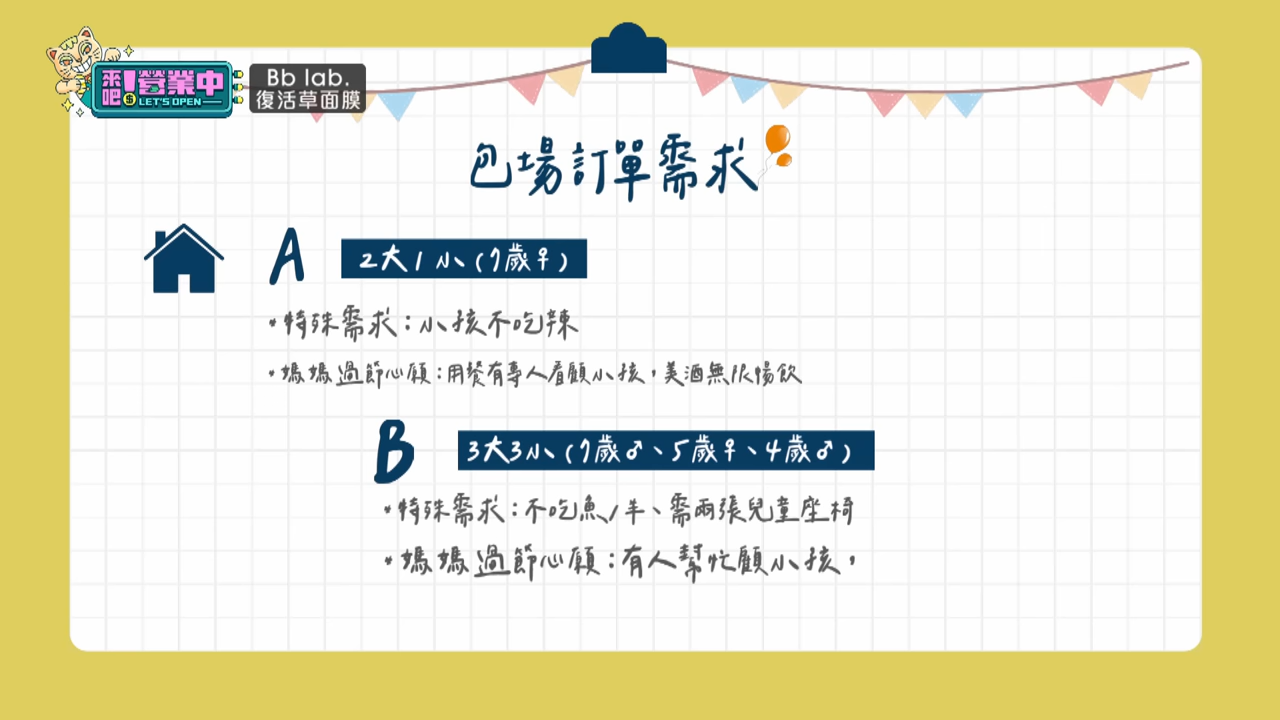 來吧!營業中
LET'S OPEN
Bb lab.
復活草面膜
包場訂單需求
A
2大1小(7歲♀)
*特殊需求:小孩不吃辣
*媽媽過節心願:用餐有專人看顧小孩,美酒無限暢飲
B
3大3小(7歲♂、5歲♀、4歲♂)
*特殊需求:不吃魚/羊、需兩張兒童座椅
*媽媽過節心願:有人幫忙顧小孩,